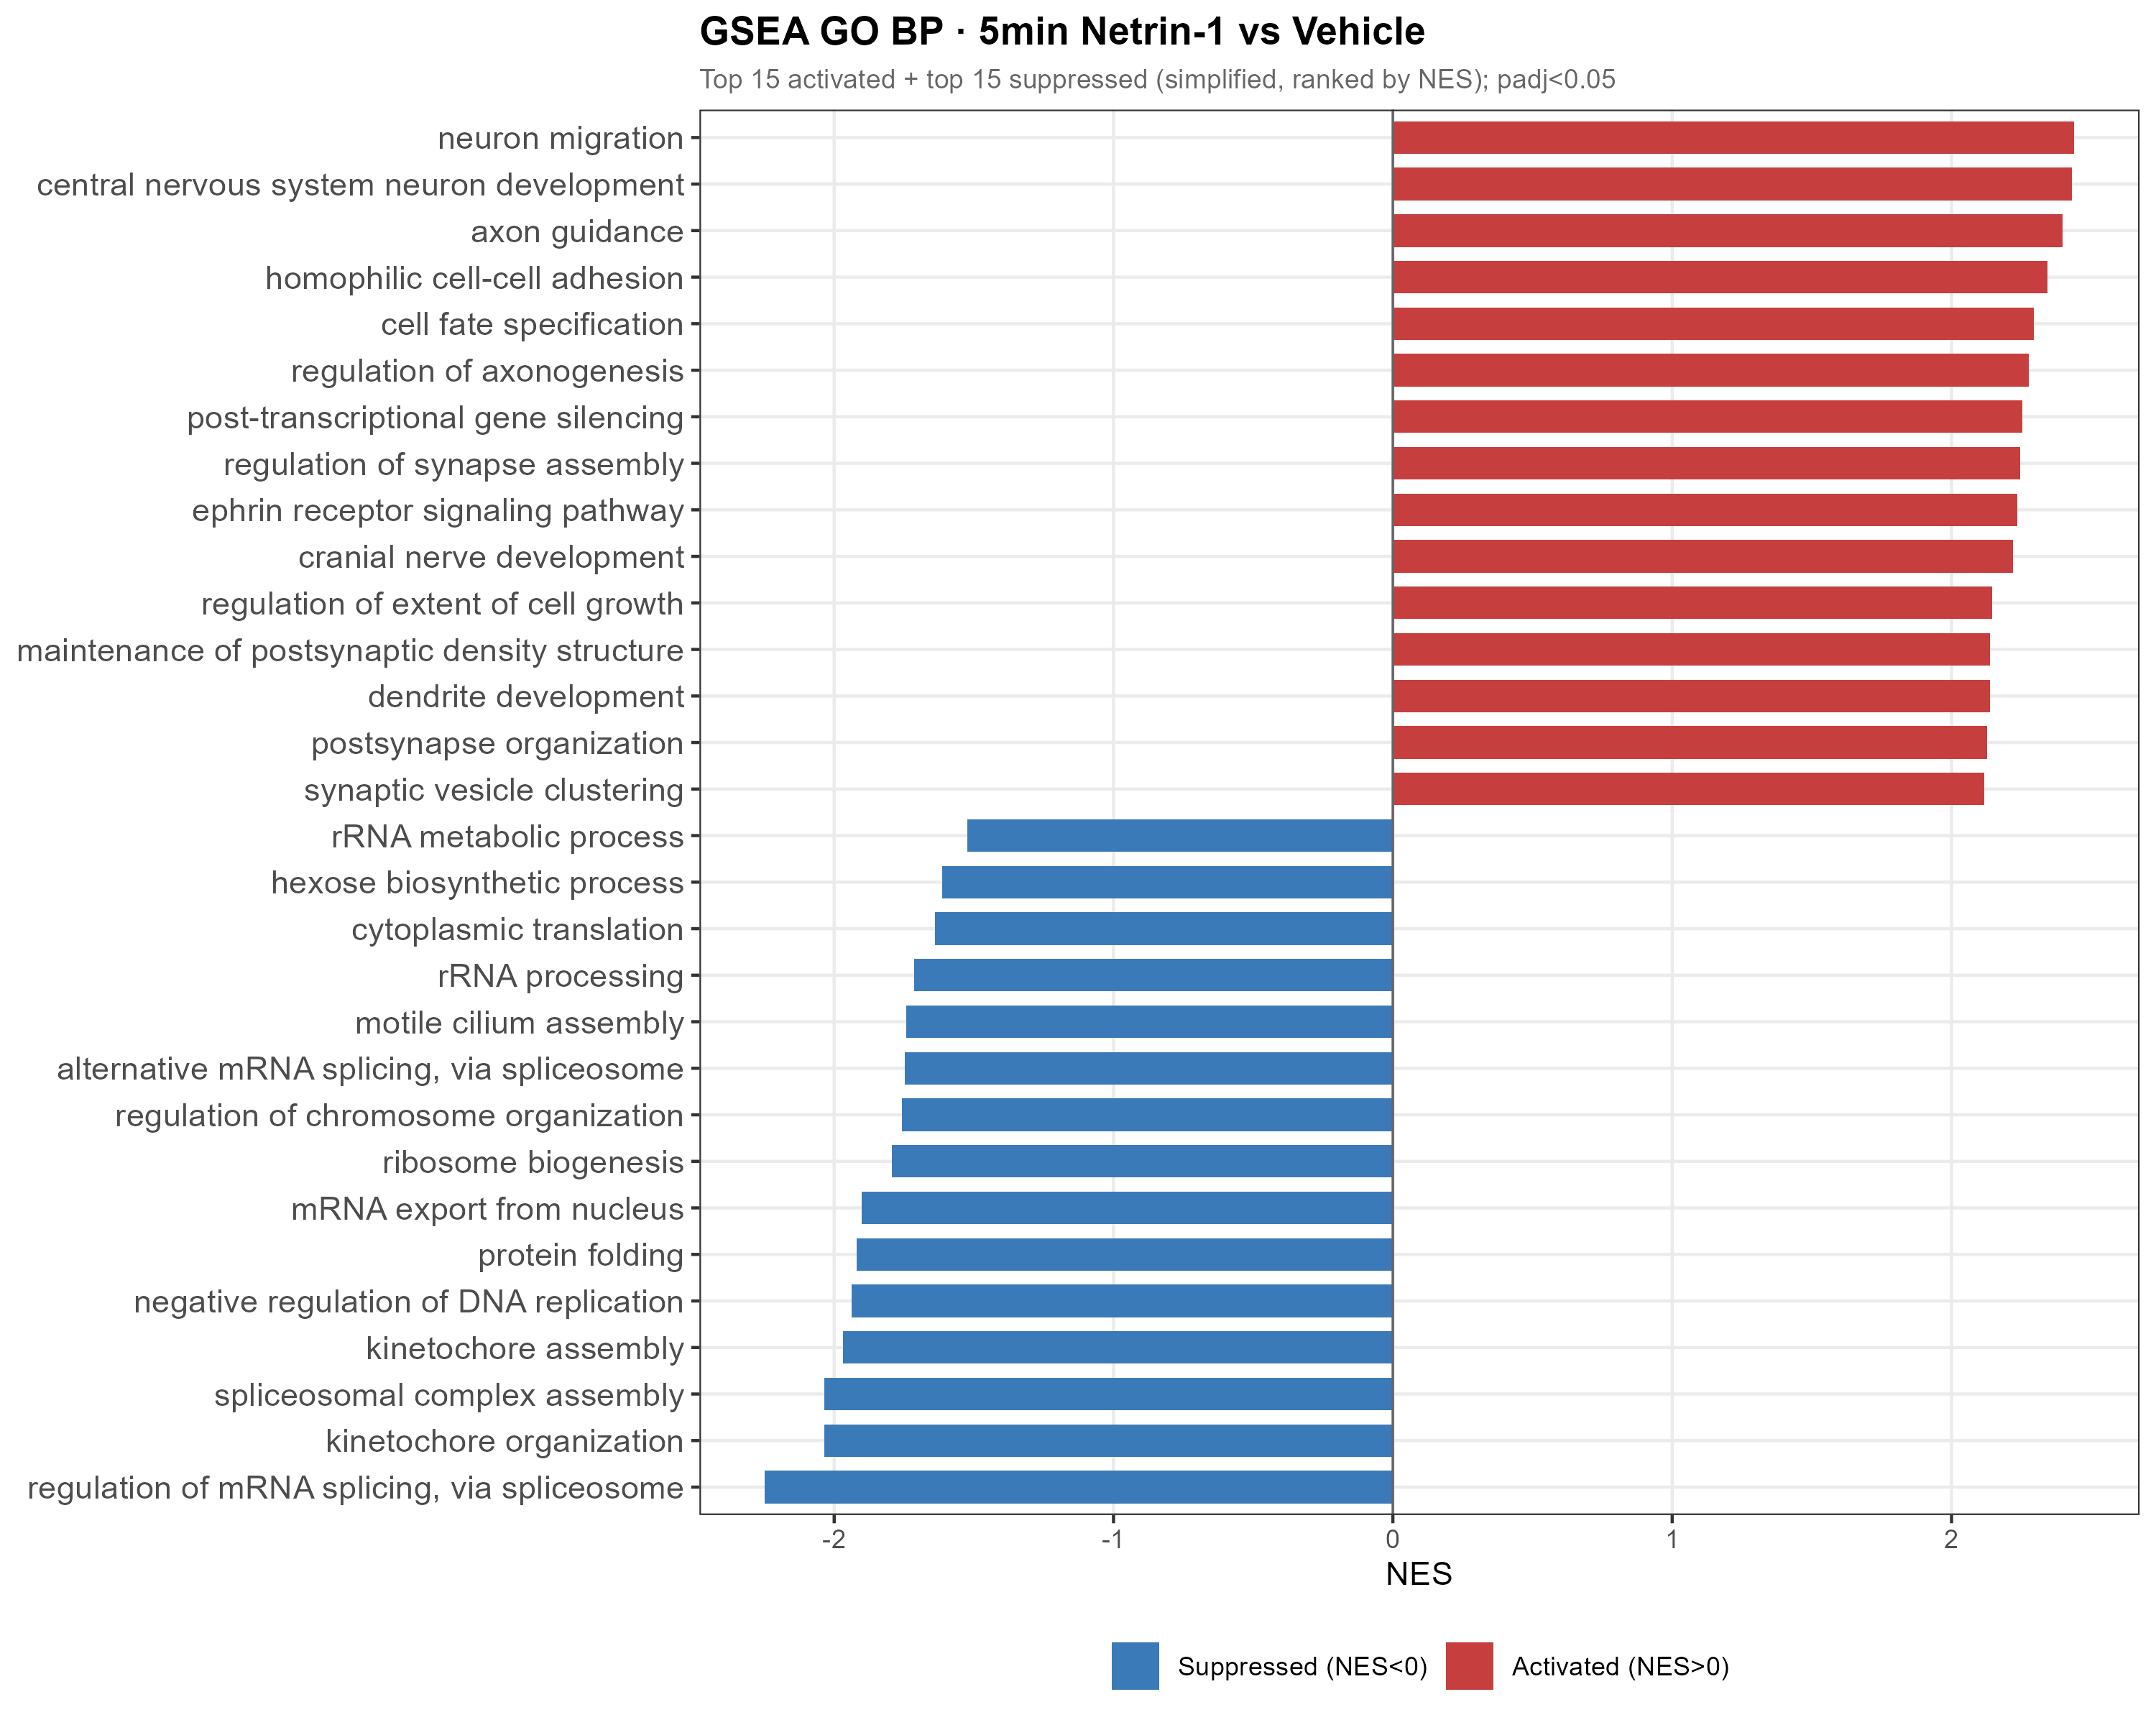 GSEA GO BP · 5min Netrin-1 vs Vehicle
Top 15 activated + top 15 suppressed (simplified, ranked by NES); padj<0.05
neuron migration
central nervous system neuron development
axon guidance
homophilic cell-cell adhesion
cell fate specification
regulation of axonogenesis
post-transcriptional gene silencing
regulation of synapse assembly
ephrin receptor signaling pathway
cranial nerve development
regulation of extent of cell growth
maintenance of postsynaptic density structure
dendrite development
postsynapse organization
synaptic vesicle clustering
rRNA metabolic process
hexose biosynthetic process
cytoplasmic translation
rRNA processing
motile cilium assembly
alternative mRNA splicing, via spliceosome
regulation of chromosome organization
ribosome biogenesis
mRNA export from nucleus
protein folding
negative regulation of DNA replication
kinetochore assembly
spliceosomal complex assembly
kinetochore organization
regulation of mRNA splicing, via spliceosome
-2 -1 0 1 2
NES
Suppressed (NES<0) Activated (NES>0)